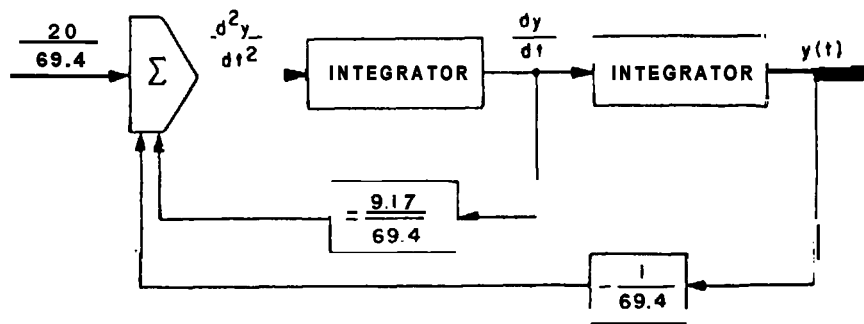 20
69.4
Σ
d²y
dt²
INTEGRATOR
dy
dt
INTEGRATOR
y(t)
= 9.17
69.4
- 1
69.4